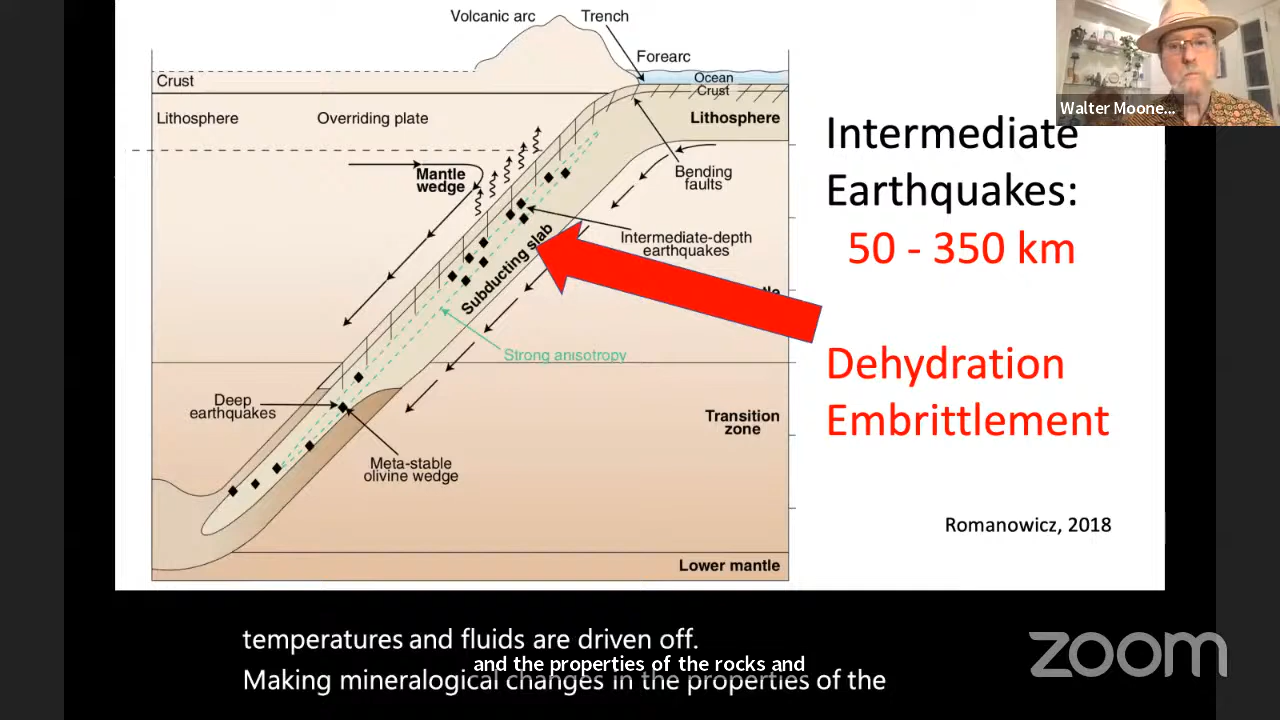 Volcanic arc
Trench
Forearc
Crust
Ocean
Crust
Lithosphere
Overriding plate
Lithosphere
Mantle
wedge
Bending
faults
Intermediate-depth
earthquakes
Subducting slab
Strong anisotropy
Deep
earthquakes
Transition
zone
Meta-stable
olivine wedge
Lower mantle
Walter Moone...
Intermediate
Earthquakes:
50 - 350 km
Dehydration
Embrittlement
Romanowicz, 2018
temperatures and fluids are driven off.
and the properties of the rocks and
Making mineralogical changes in the properties of the
zoom